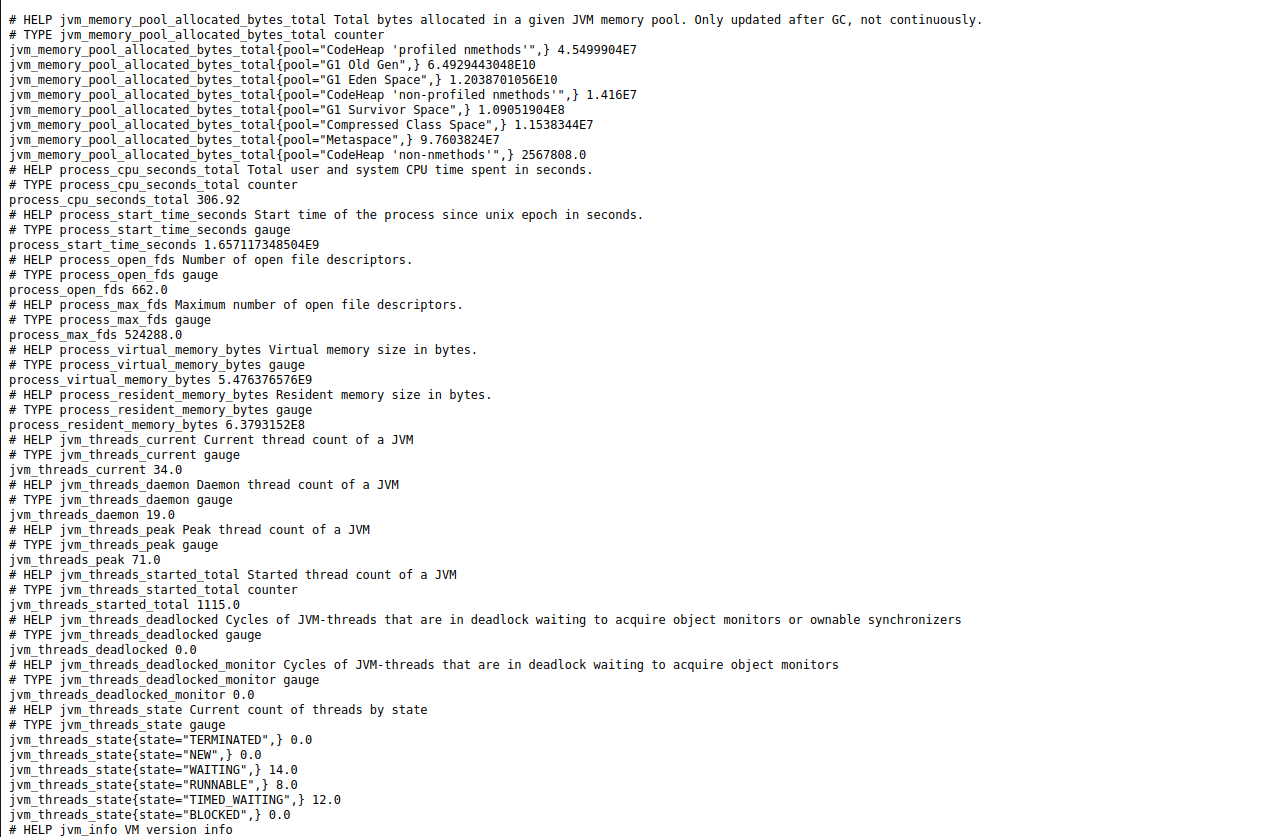 # HELP jvm_memory_pool_allocated_bytes_total Total bytes allocated in a given JVM memory pool. Only updated after GC, not continuously.
# TYPE jvm_memory_pool_allocated_bytes_total counter
jvm_memory_pool_allocated_bytes_total{pool="CodeHeap 'profiled nmethods'",} 4.5499904E7
jvm_memory_pool_allocated_bytes_total{pool="G1 Old Gen",} 6.4929443048E10
jvm_memory_pool_allocated_bytes_total{pool="G1 Eden Space",} 1.2038701056E10
jvm_memory_pool_allocated_bytes_total{pool="CodeHeap 'non-profiled nmethods'",} 1.416E7
jvm_memory_pool_allocated_bytes_total{pool="G1 Survivor Space",} 1.09051904E8
jvm_memory_pool_allocated_bytes_total{pool="Compressed Class Space",} 1.1538344E7
jvm_memory_pool_allocated_bytes_total{pool="Metaspace",} 9.7603824E7
jvm_memory_pool_allocated_bytes_total{pool="CodeHeap 'non-nmethods'",} 2567808.0
# HELP process_cpu_seconds_total Total user and system CPU time spent in seconds.
# TYPE process_cpu_seconds_total counter
process_cpu_seconds_total 306.92
# HELP process_start_time_seconds Start time of the process since unix epoch in seconds.
# TYPE process_start_time_seconds gauge
process_start_time_seconds 1.657117348504E9
# HELP process_open_fds Number of open file descriptors.
# TYPE process_open_fds gauge
process_open_fds 662.0
# HELP process_max_fds Maximum number of open file descriptors.
# TYPE process_max_fds gauge
process_max_fds 524288.0
# HELP process_virtual_memory_bytes Virtual memory size in bytes.
# TYPE process_virtual_memory_bytes gauge
process_virtual_memory_bytes 5.476376576E9
# HELP process_resident_memory_bytes Resident memory size in bytes.
# TYPE process_resident_memory_bytes gauge
process_resident_memory_bytes 6.3793152E8
# HELP jvm_threads_current Current thread count of a JVM
# TYPE jvm_threads_current gauge
jvm_threads_current 34.0
# HELP jvm_threads_daemon Daemon thread count of a JVM
# TYPE jvm_threads_daemon gauge
jvm_threads_daemon 19.0
# HELP jvm_threads_peak Peak thread count of a JVM
# TYPE jvm_threads_peak gauge
jvm_threads_peak 71.0
# HELP jvm_threads_started_total Started thread count of a JVM
# TYPE jvm_threads_started_total counter
jvm_threads_started_total 1115.0
# HELP jvm_threads_deadlocked Cycles of JVM-threads that are in deadlock waiting to acquire object monitors or ownable synchronizers
# TYPE jvm_threads_deadlocked gauge
jvm_threads_deadlocked 0.0
# HELP jvm_threads_deadlocked_monitor Cycles of JVM-threads that are in deadlock waiting to acquire object monitors
# TYPE jvm_threads_deadlocked_monitor gauge
jvm_threads_deadlocked_monitor 0.0
# HELP jvm_threads_state Current count of threads by state
# TYPE jvm_threads_state gauge
jvm_threads_state{state="TERMINATED",} 0.0
jvm_threads_state{state="NEW",} 0.0
jvm_threads_state{state="WAITING",} 14.0
jvm_threads_state{state="RUNNABLE",} 8.0
jvm_threads_state{state="TIMED_WAITING",} 12.0
jvm_threads_state{state="BLOCKED",} 0.0
# HELP jvm_info VM version info